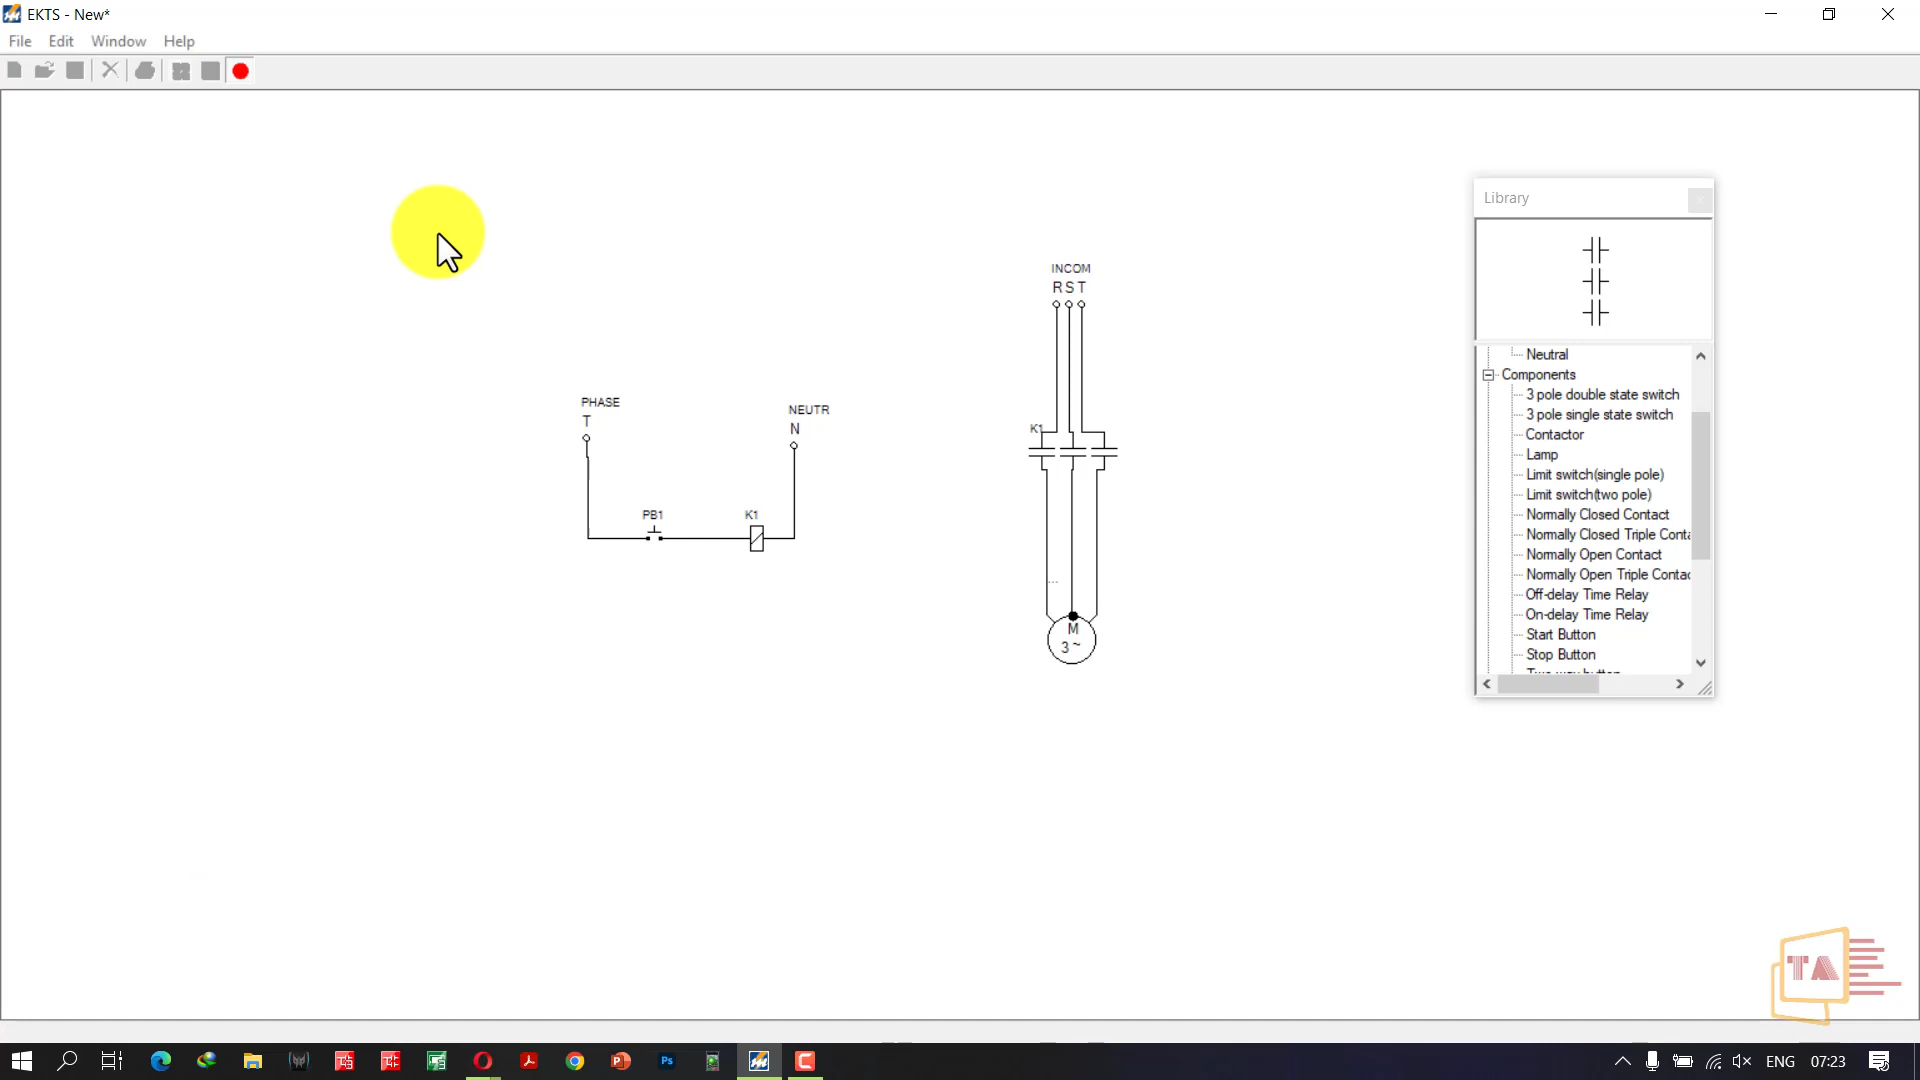 EKTS - New*
File Edit Window Help
Library
INCOM
R S T
PHASE
T
NEUTR
N
K1
PB1
K1
...
M
3 ~
Neutral
Components
3 pole double state switch
3 pole single state switch
Contactor
Lamp
Limit switch(single pole)
Limit switch(two pole)
Normally Closed Contact
Normally Closed Triple Conta
Normally Open Contact
Normally Open Triple Contac
Off-delay Time Relay
On-delay Time Relay
Start Button
Stop Button
TA
Ps
ENG 07:23